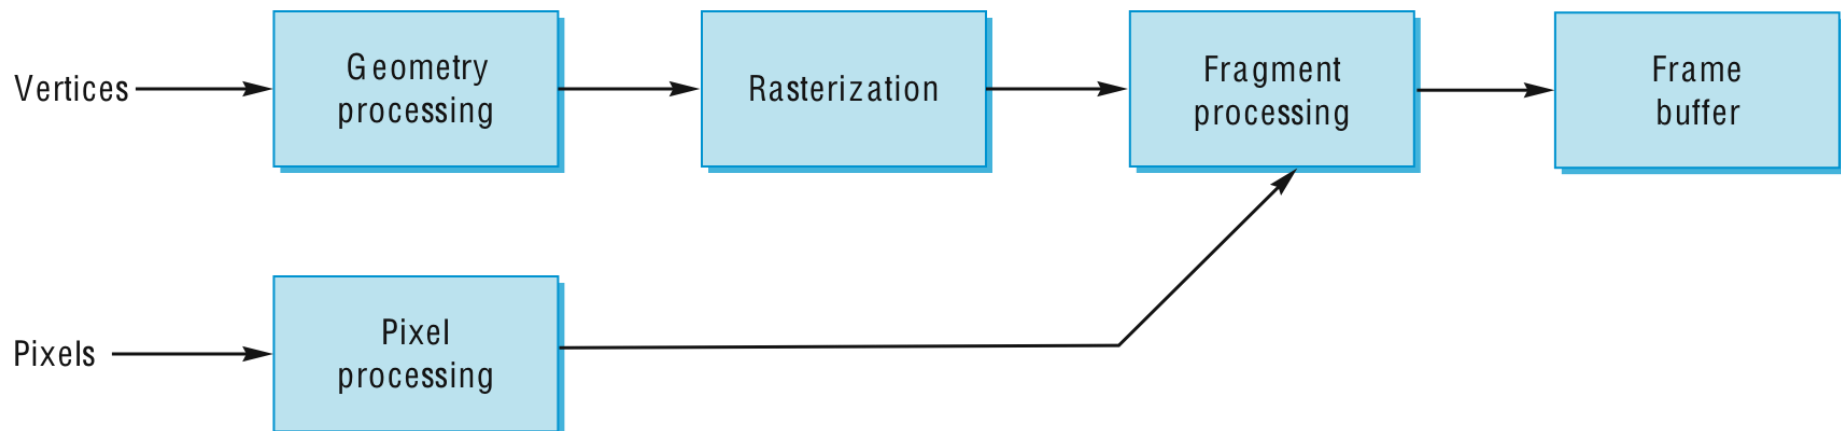 Vertices
Geometry
processing
Rasterization
Fragment
processing
Frame
buffer
Pixels
Pixel
processing